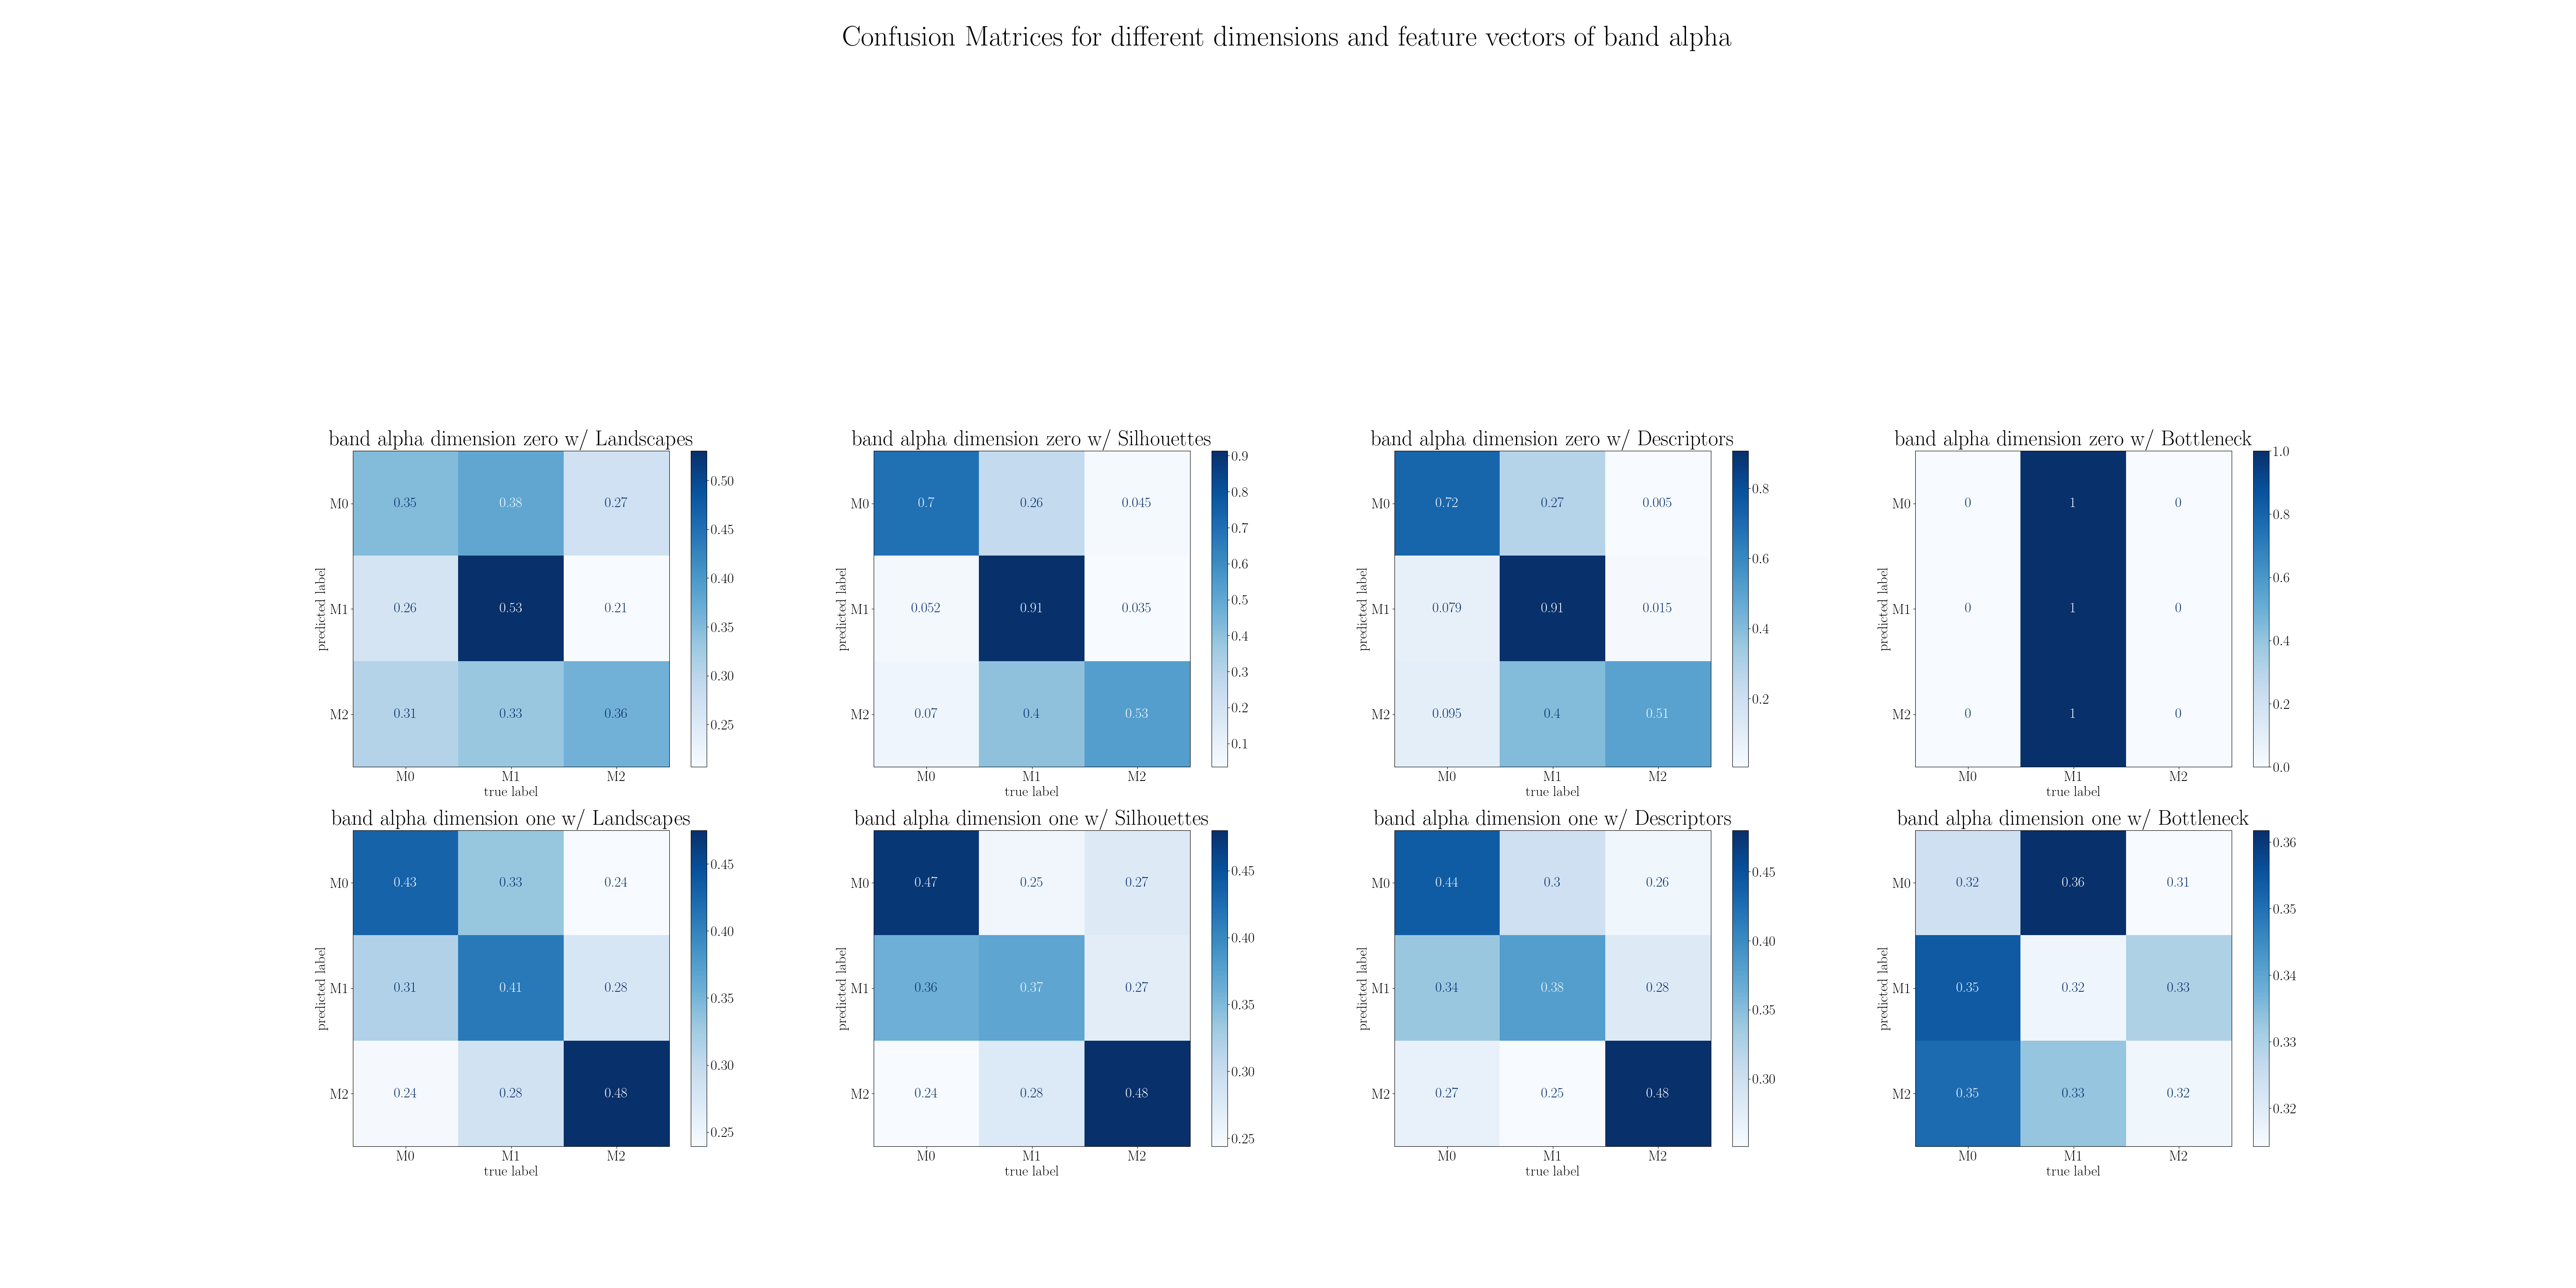 Confusion Matrices for different dimensions and feature vectors of band alpha
band alpha dimension zero w/ Landscapes
predicted label
M0 0.35 0.38 0.27
M1 0.26 0.53 0.21
M2 0.31 0.33 0.36
M0 M1 M2
true label
0.50
0.45
0.40
0.35
0.30
0.25
band alpha dimension zero w/ Silhouettes
predicted label
M0 0.7 0.26 0.045
M1 0.052 0.91 0.035
M2 0.07 0.4 0.53
M0 M1 M2
true label
0.9
0.8
0.7
0.6
0.5
0.4
0.3
0.2
0.1
band alpha dimension zero w/ Descriptors
predicted label
M0 0.72 0.27 0.005
M1 0.079 0.91 0.015
M2 0.095 0.4 0.51
M0 M1 M2
true label
0.8
0.6
0.4
0.2
band alpha dimension zero w/ Bottleneck
predicted label
M0 0 1 0
M1 0 1 0
M2 0 1 0
M0 M1 M2
true label
1.0
0.8
0.6
0.4
0.2
0.0
band alpha dimension one w/ Landscapes
predicted label
M0 0.43 0.33 0.24
M1 0.31 0.41 0.28
M2 0.24 0.28 0.48
M0 M1 M2
true label
0.45
0.40
0.35
0.30
0.25
band alpha dimension one w/ Silhouettes
predicted label
M0 0.47 0.25 0.27
M1 0.36 0.37 0.27
M2 0.24 0.28 0.48
M0 M1 M2
true label
0.45
0.40
0.35
0.30
0.25
band alpha dimension one w/ Descriptors
predicted label
M0 0.44 0.3 0.26
M1 0.34 0.38 0.28
M2 0.27 0.25 0.48
M0 M1 M2
true label
0.45
0.40
0.35
0.30
band alpha dimension one w/ Bottleneck
predicted label
M0 0.32 0.36 0.31
M1 0.35 0.32 0.33
M2 0.35 0.33 0.32
M0 M1 M2
true label
0.36
0.35
0.34
0.33
0.32